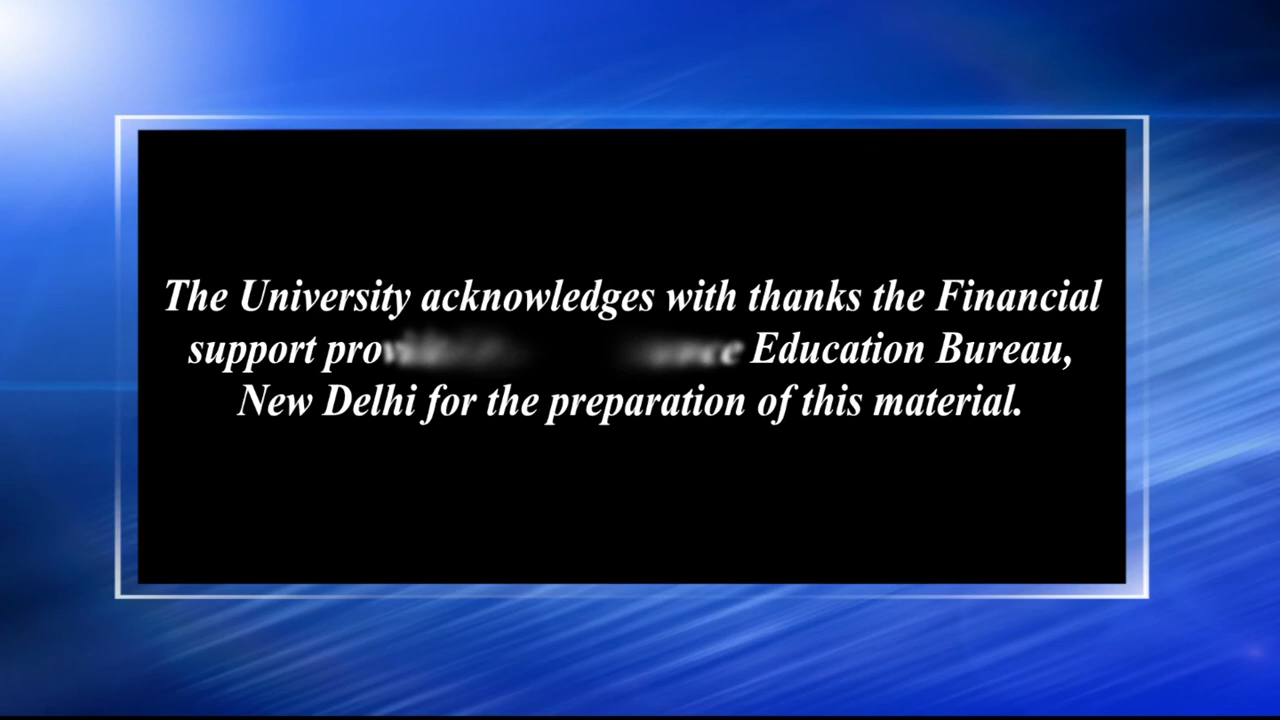 The University acknowledges with thanks the Financial
support Education Bureau,
New Delhi for the preparation of this material.